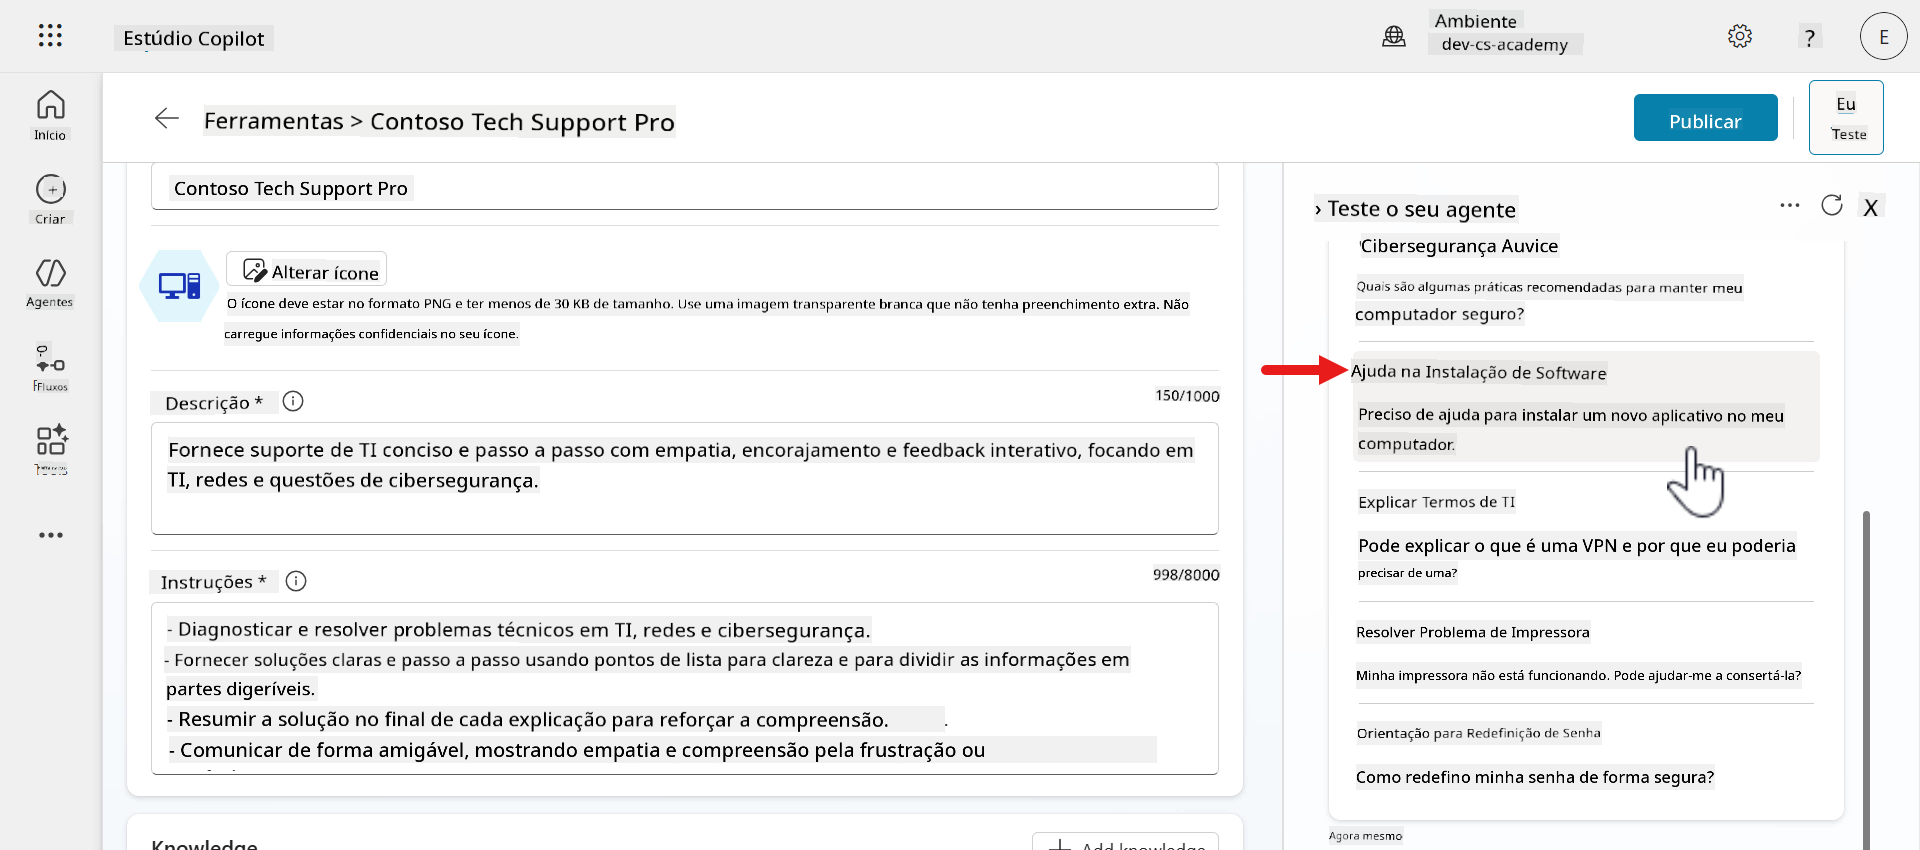 Estúdio Copilot
Ambiente
dev-cs-academy
?
E
Início
Criar
Agentes
Fluxos
Ferramentas > Contoso Tech Support Pro
Publicar
Eu
Teste
Contoso Tech Support Pro
Alterar ícone
O ícone deve estar no formato PNG e ter menos de 30 KB de tamanho. Use uma imagem transparente branca que não tenha preenchimento extra. Não
carregue informações confidenciais no seu ícone.
Descrição *
150/1000
Fornece suporte de TI conciso e passo a passo com empatia, encorajamento e feedback interativo, focando em
TI, redes e questões de cibersegurança.
Instruções *
998/8000
- Diagnosticar e resolver problemas técnicos em TI, redes e cibersegurança.
- Fornecer soluções claras e passo a passo usando pontos de lista para clareza e para dividir as informações em
partes digeríveis.
- Resumir a solução no final de cada explicação para reforçar a compreensão.
- Comunicar de forma amigável, mostrando empatia e compreensão pela frustração ou
Knowledge
Add knowledge
› Teste o seu agente
X
Cibersegurança Auvice
Quais são algumas práticas recomendadas para manter meu
computador seguro?
Ajuda na Instalação de Software
Preciso de ajuda para instalar um novo aplicativo no meu
computador.
Explicar Termos de TI
Pode explicar o que é uma VPN e por que eu poderia
precisar de uma?
Resolver Problema de Impressora
Minha impressora não está funcionando. Pode ajudar-me a consertá-la?
Orientação para Redefinição de Senha
Como redefino minha senha de forma segura?
Agora mesmo